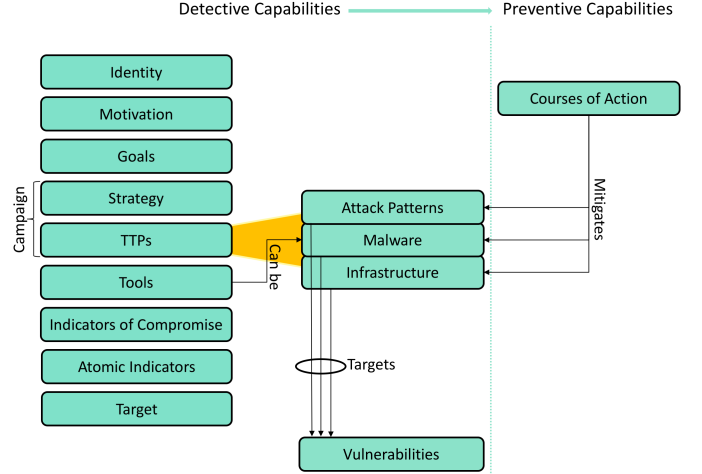 Detective Capabilities
Preventive Capabilities
Identity
Motivation
Goals
Strategy
TTPs
Tools
Indicators of Compromise
Atomic Indicators
Target
Campaign
Attack Patterns
Malware
Infrastructure
Can be
Targets
Vulnerabilities
Courses of Action
Mitigates